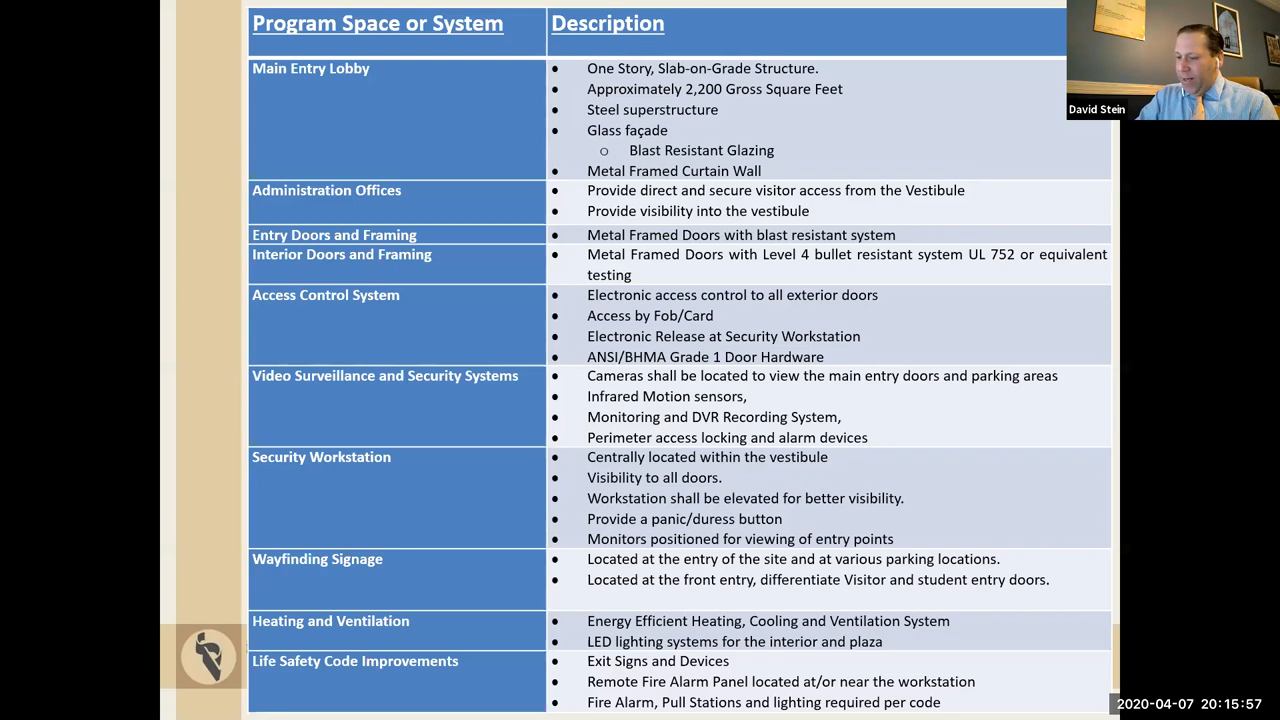 Program Space or System Description
Main Entry Lobby
• One Story, Slab-on-Grade Structure.
• Approximately 2,200 Gross Square Feet
• Steel superstructure
• Glass façade
o Blast Resistant Glazing
• Metal Framed Curtain Wall
Administration Offices
• Provide direct and secure visitor access from the Vestibule
• Provide visibility into the vestibule
Entry Doors and Framing
• Metal Framed Doors with blast resistant system
Interior Doors and Framing
• Metal Framed Doors with Level 4 bullet resistant system UL 752 or equivalent
testing
Access Control System
• Electronic access control to all exterior doors
• Access by Fob/Card
• Electronic Release at Security Workstation
• ANSI/BHMA Grade 1 Door Hardware
Video Surveillance and Security Systems
• Cameras shall be located to view the main entry doors and parking areas
• Infrared Motion sensors,
• Monitoring and DVR Recording System,
• Perimeter access locking and alarm devices
Security Workstation
• Centrally located within the vestibule
• Visibility to all doors.
• Workstation shall be elevated for better visibility.
• Provide a panic/duress button
• Monitors positioned for viewing of entry points
Wayfinding Signage
• Located at the entry of the site and at various parking locations.
• Located at the front entry, differentiate Visitor and student entry doors.
Heating and Ventilation
• Energy Efficient Heating, Cooling and Ventilation System
• LED lighting systems for the interior and plaza
Life Safety Code Improvements
• Exit Signs and Devices
• Remote Fire Alarm Panel located at/or near the workstation
• Fire Alarm, Pull Stations and lighting required per code
David Stein
2020-04-07 20:15:57